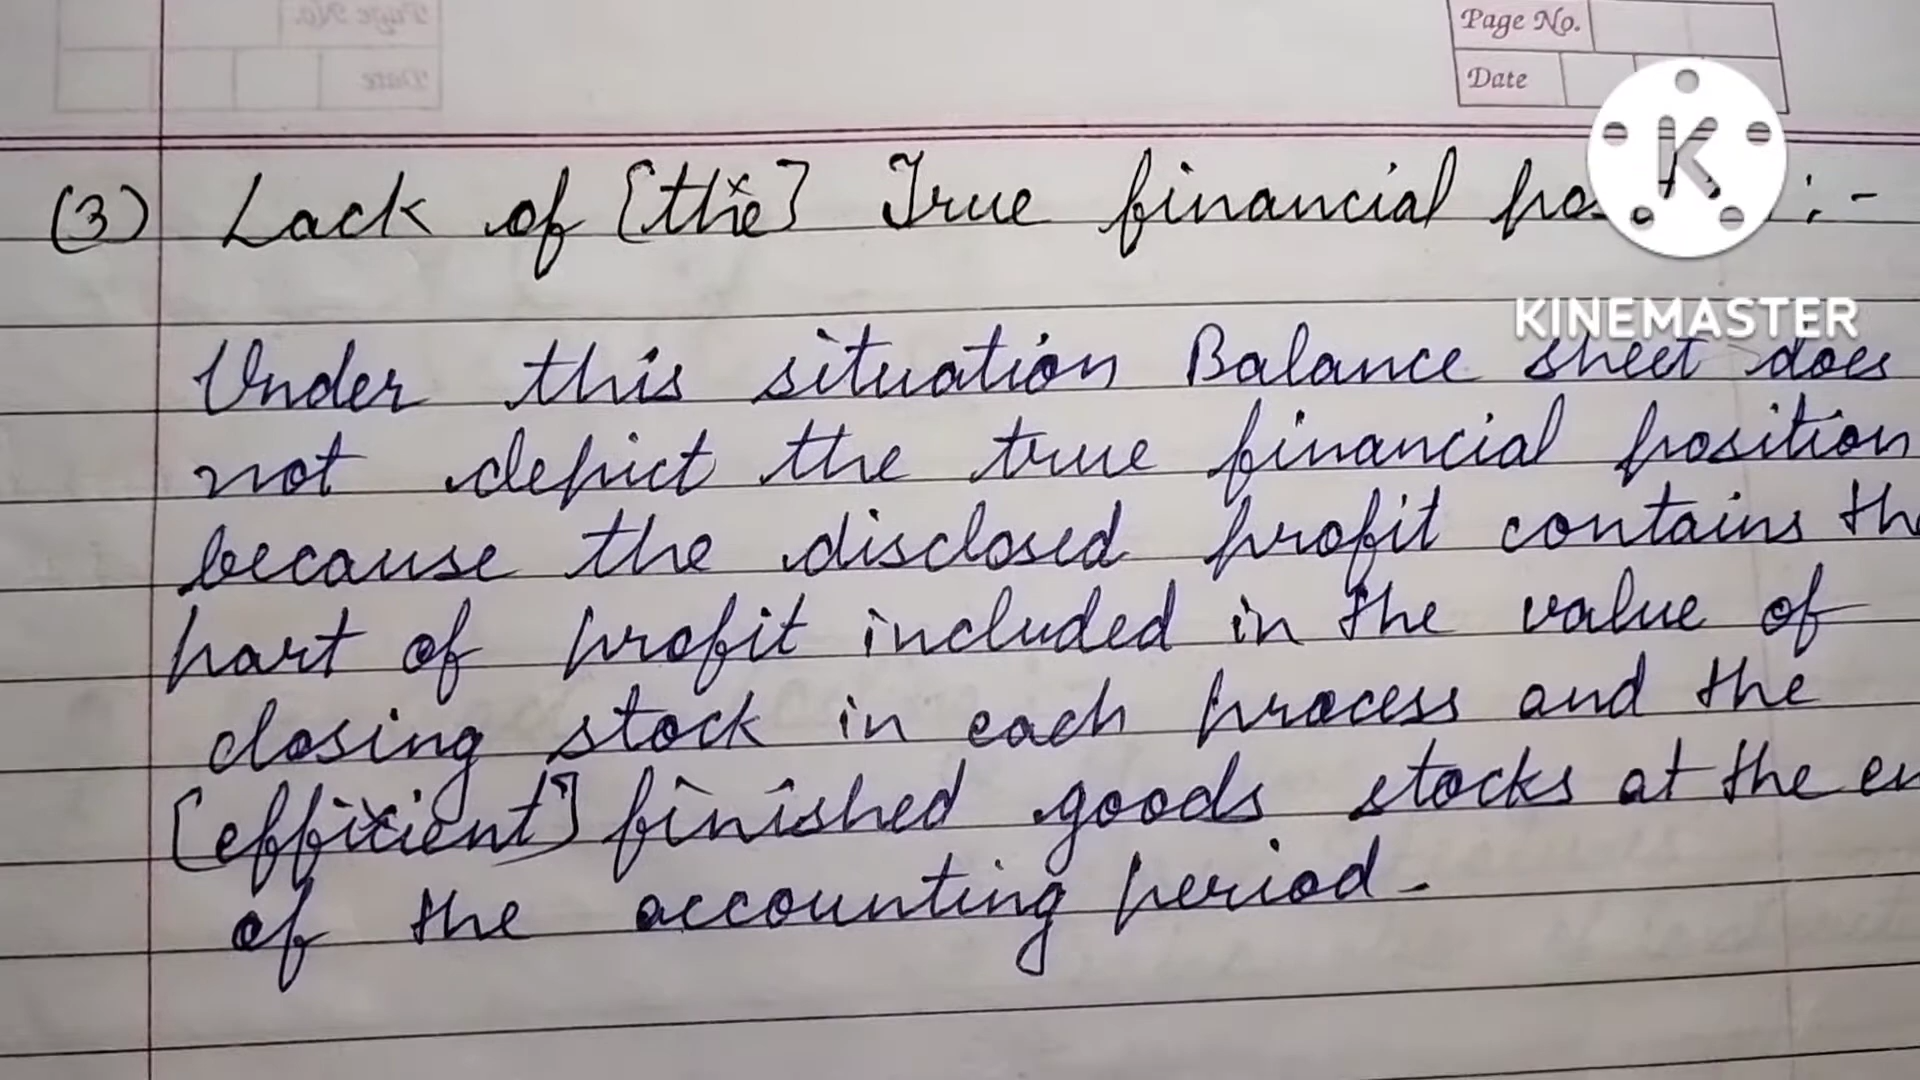 Page No.
Date
(3) Lack of [the] True financial :-
KINEMASTER
Under this situation Balance sheet does
not depict the true financial position
because the disclosed profit contains the
part of profit included in the value of
closing stock in each process and the
[efficient] finished goods stocks at the en
of the accounting period.